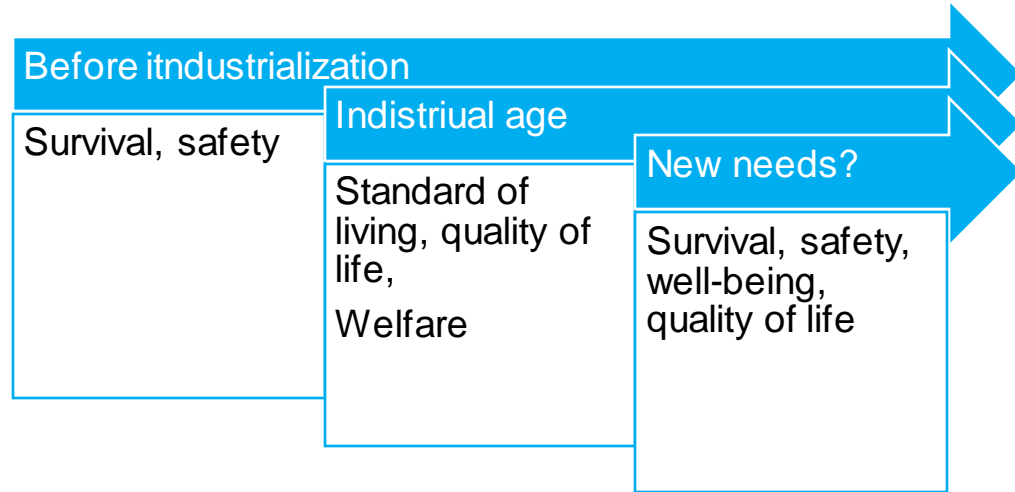 Before itndustrialization
Survival, safety
Indistriual age
Standard of
living, quality of
life,
Welfare
New needs?
Survival, safety,
well-being,
quality of life